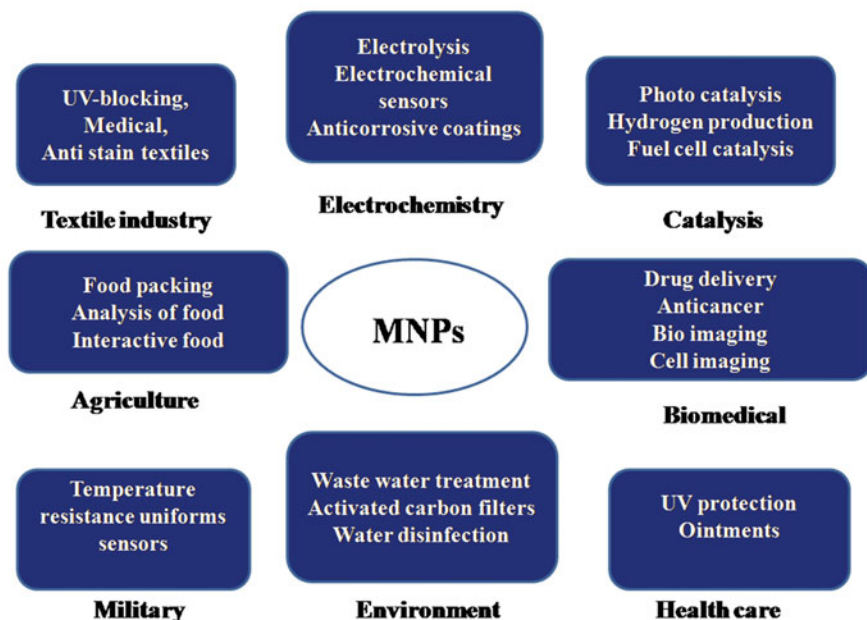 UV-blocking,
Medical,
Anti stain textiles
Textile industry
Electrolysis
Electrochemical
sensors
Anticorrosive coatings
Electrochemistry
Photo catalysis
Hydrogen production
Fuel cell catalysis
Catalysis
Food packing
Analysis of food
Interactive food
Agriculture
MNPs
Drug delivery
Anticancer
Bio imaging
Cell imaging
Biomedical
Temperature
resistance uniforms
sensors
Military
Waste water treatment
Activated carbon filters
Water disinfection
Environment
UV protection
Ointments
Health care